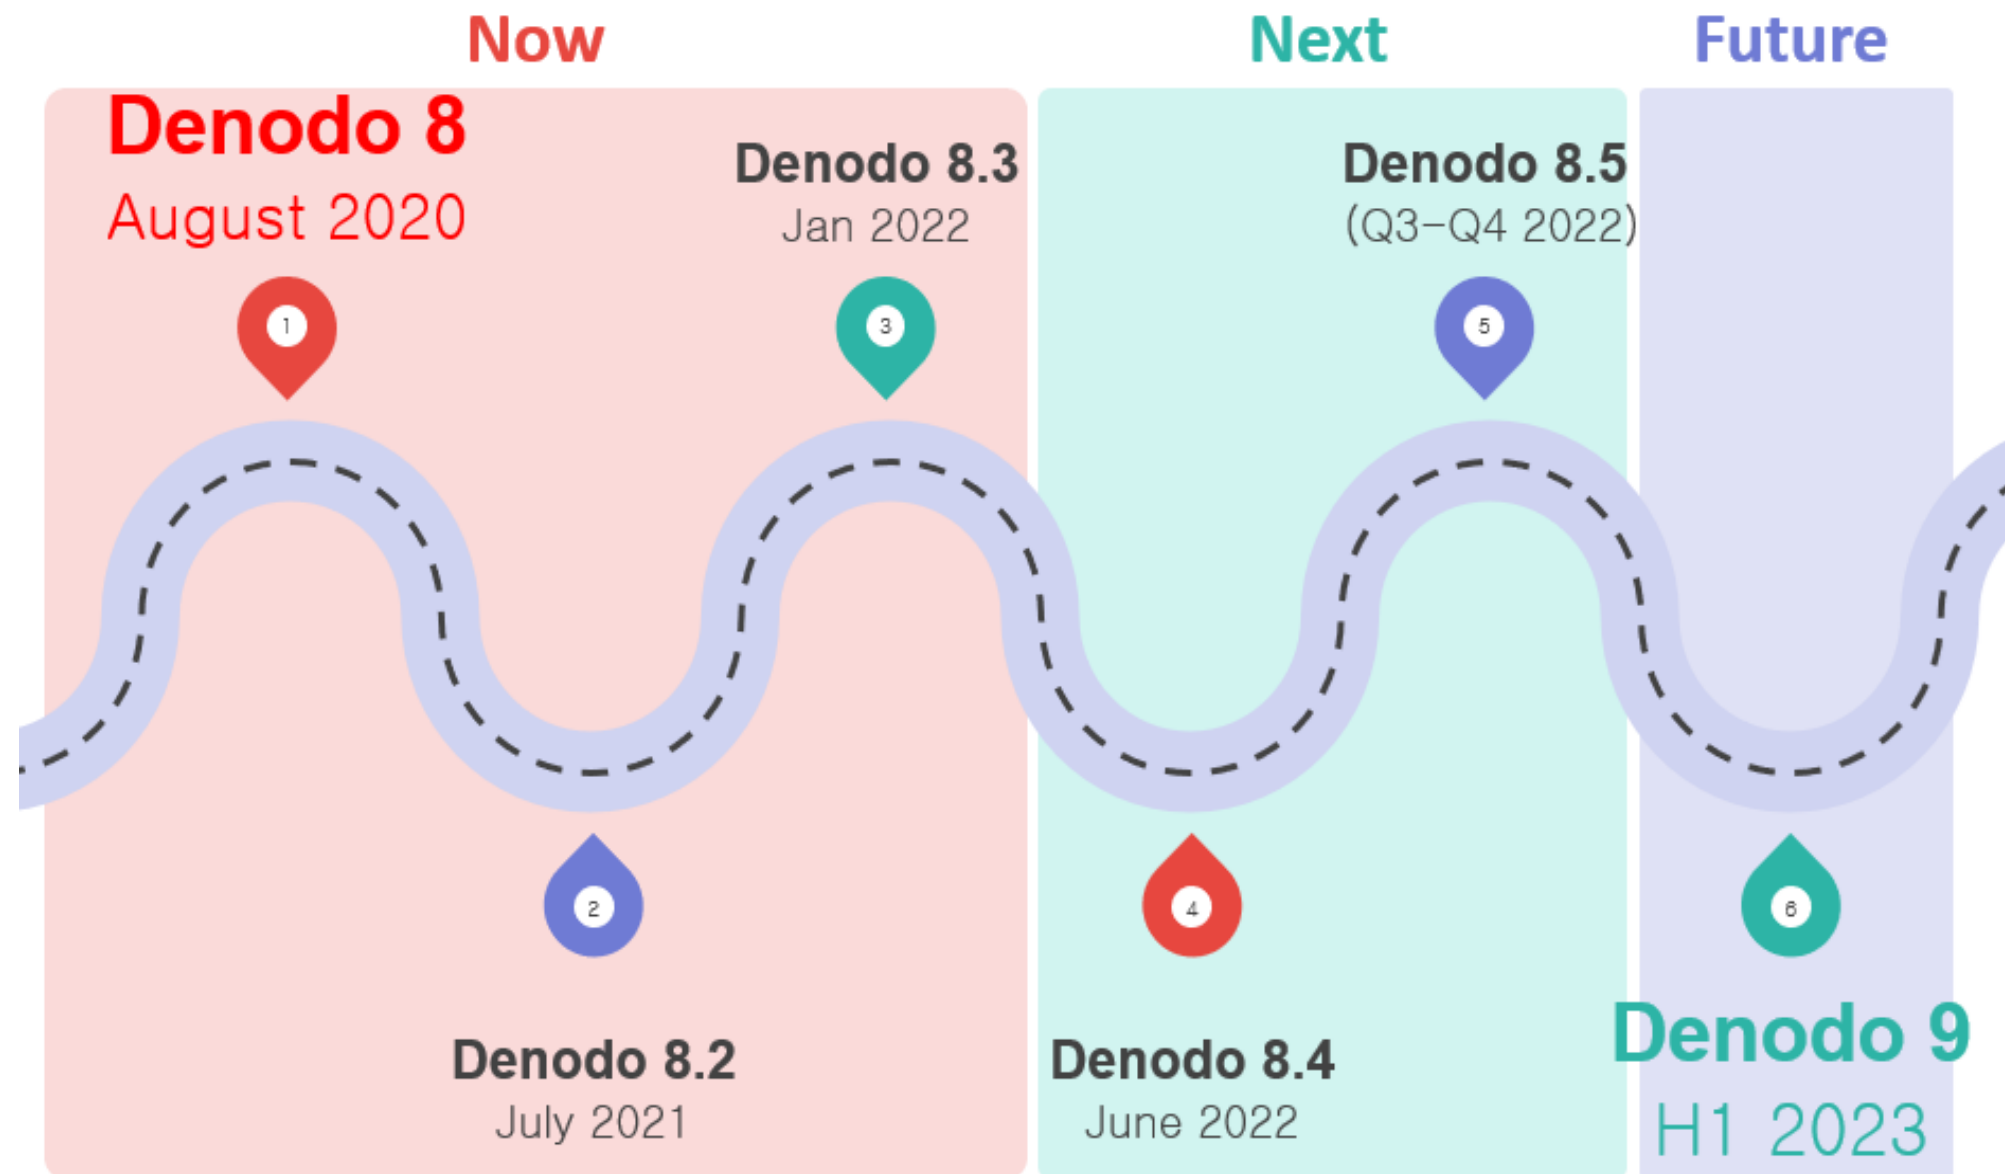 Now
Next
Future
Denodo 8
August 2020
Denodo 8.3
Jan 2022
Denodo 8.5
(Q3-Q4 2022)
1
3
5
2
4
6
Denodo 8.2
July 2021
Denodo 8.4
June 2022
Denodo 9
H1 2023